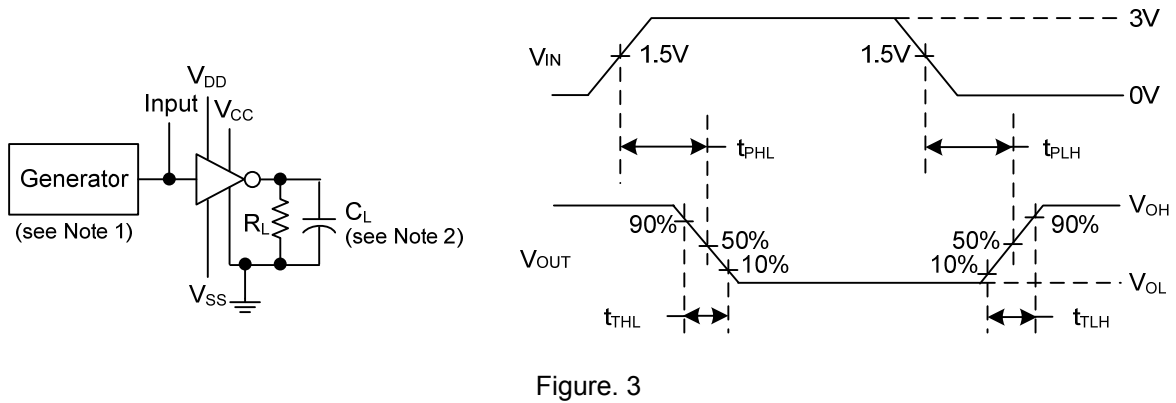 VDD
VCC
Input
Generator
(see Note 1)
RL
CL
(see Note 2)
VSS
VIN
1.5V
1.5V
3V
0V
tPHL
tPLH
VOUT
90%
50%
10%
50%
10%
90%
VOH
VOL
tTHL
tTLH
Figure. 3